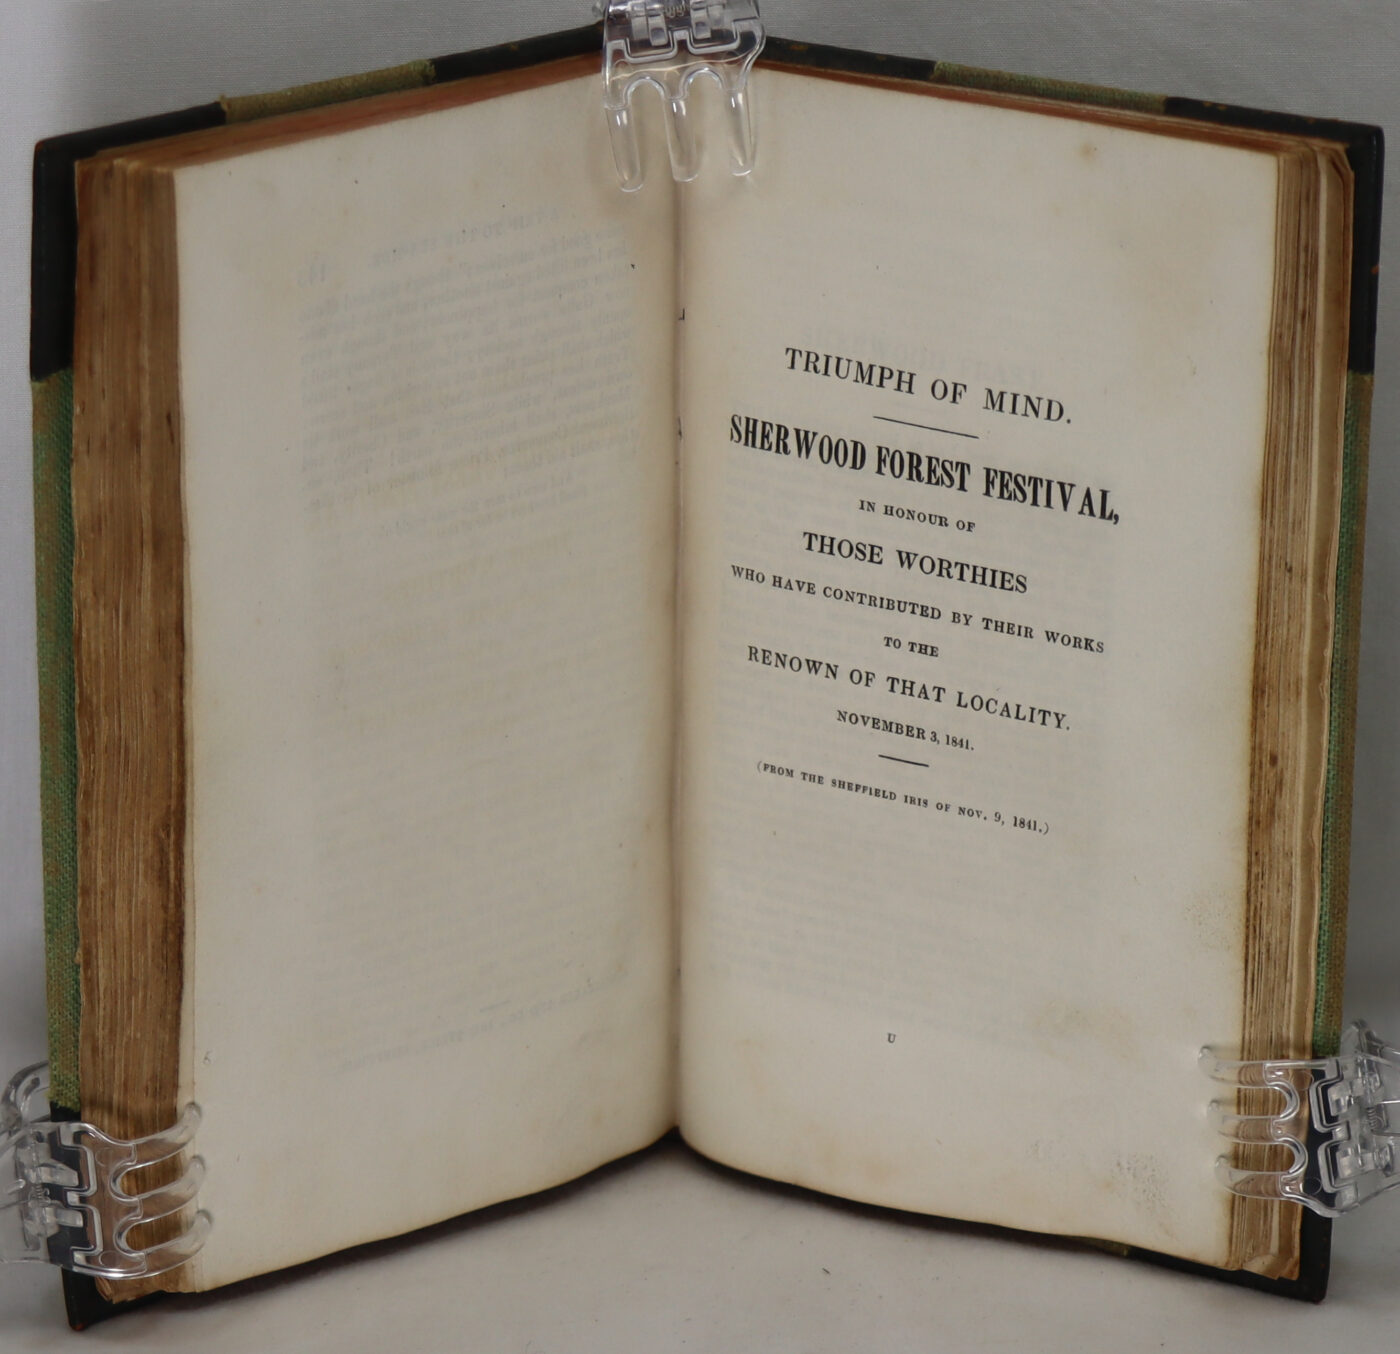 TRIUMPH OF MIND.
SHERWOOD FOREST FESTIVAL,
IN HONOUR OF
THOSE WORTHIES
WHO HAVE CONTRIBUTED BY THEIR WORKS
TO THE
RENOWN OF THAT LOCALITY.
NOVEMBER 3, 1841.
(FROM THE SHEFFIELD IRIS OF NOV. 9, 1841.)
U